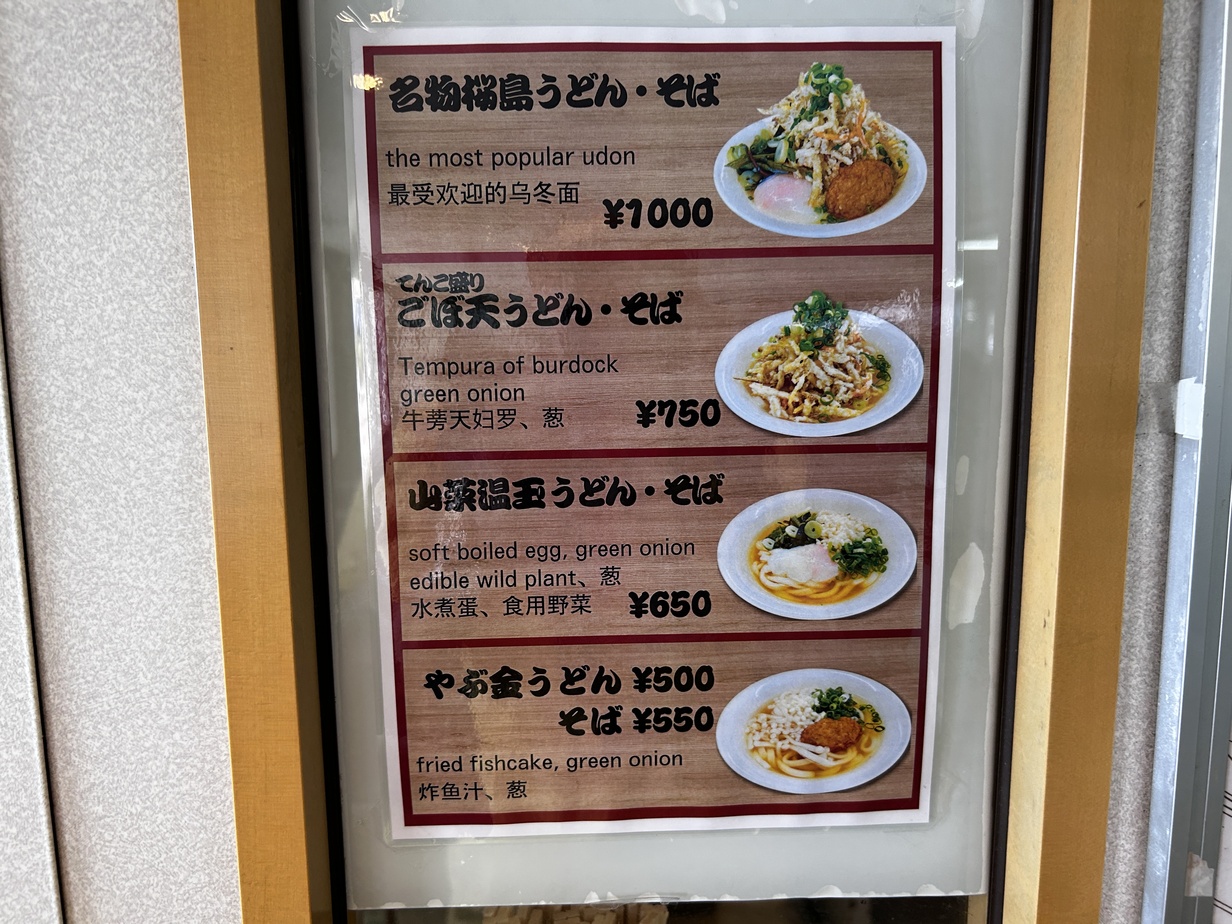 名物桜島うどん・そば
the most popular udon
最受欢迎的乌冬面
¥1000
てんこ盛り
ごぼ天うどん・そば
Tempura of burdock
green onion
牛蒡天妇罗、葱
¥750
山菜温玉うどん・そば
soft boiled egg, green onion
edible wild plant、葱
水煮蛋、食用野菜
¥650
やぶ金うどん ¥500
そば ¥550
fried fishcake, green onion
炸鱼汁、葱